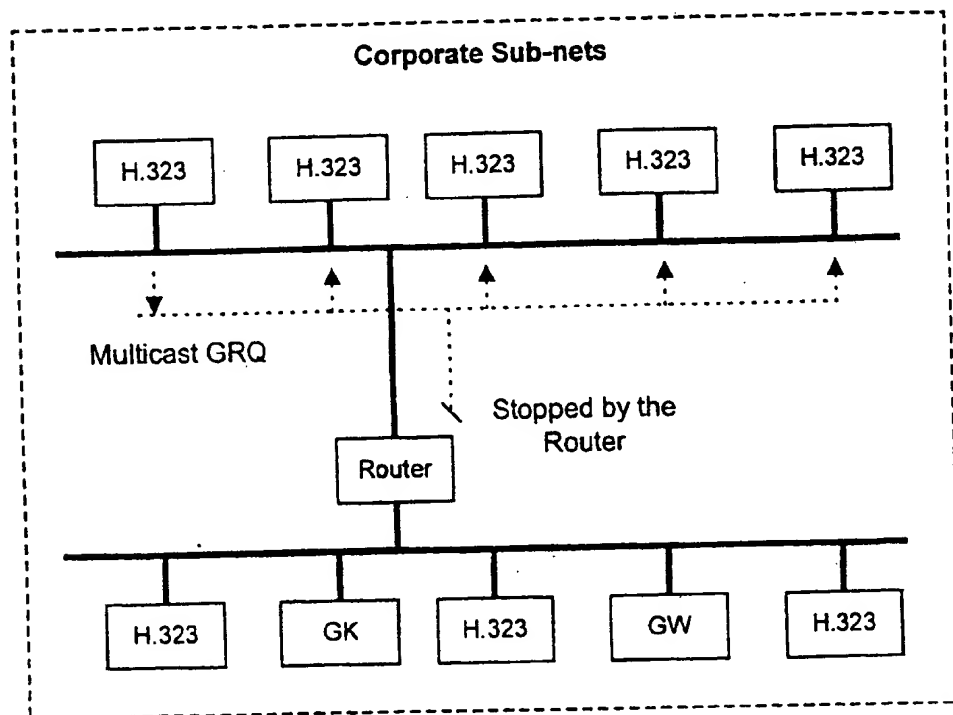 Corporate Sub-nets
H.323
H.323
H.323
H.323
H.323
Multicast GRQ
Stopped by the
Router
Router
H.323
GK
H.323
GW
H.323